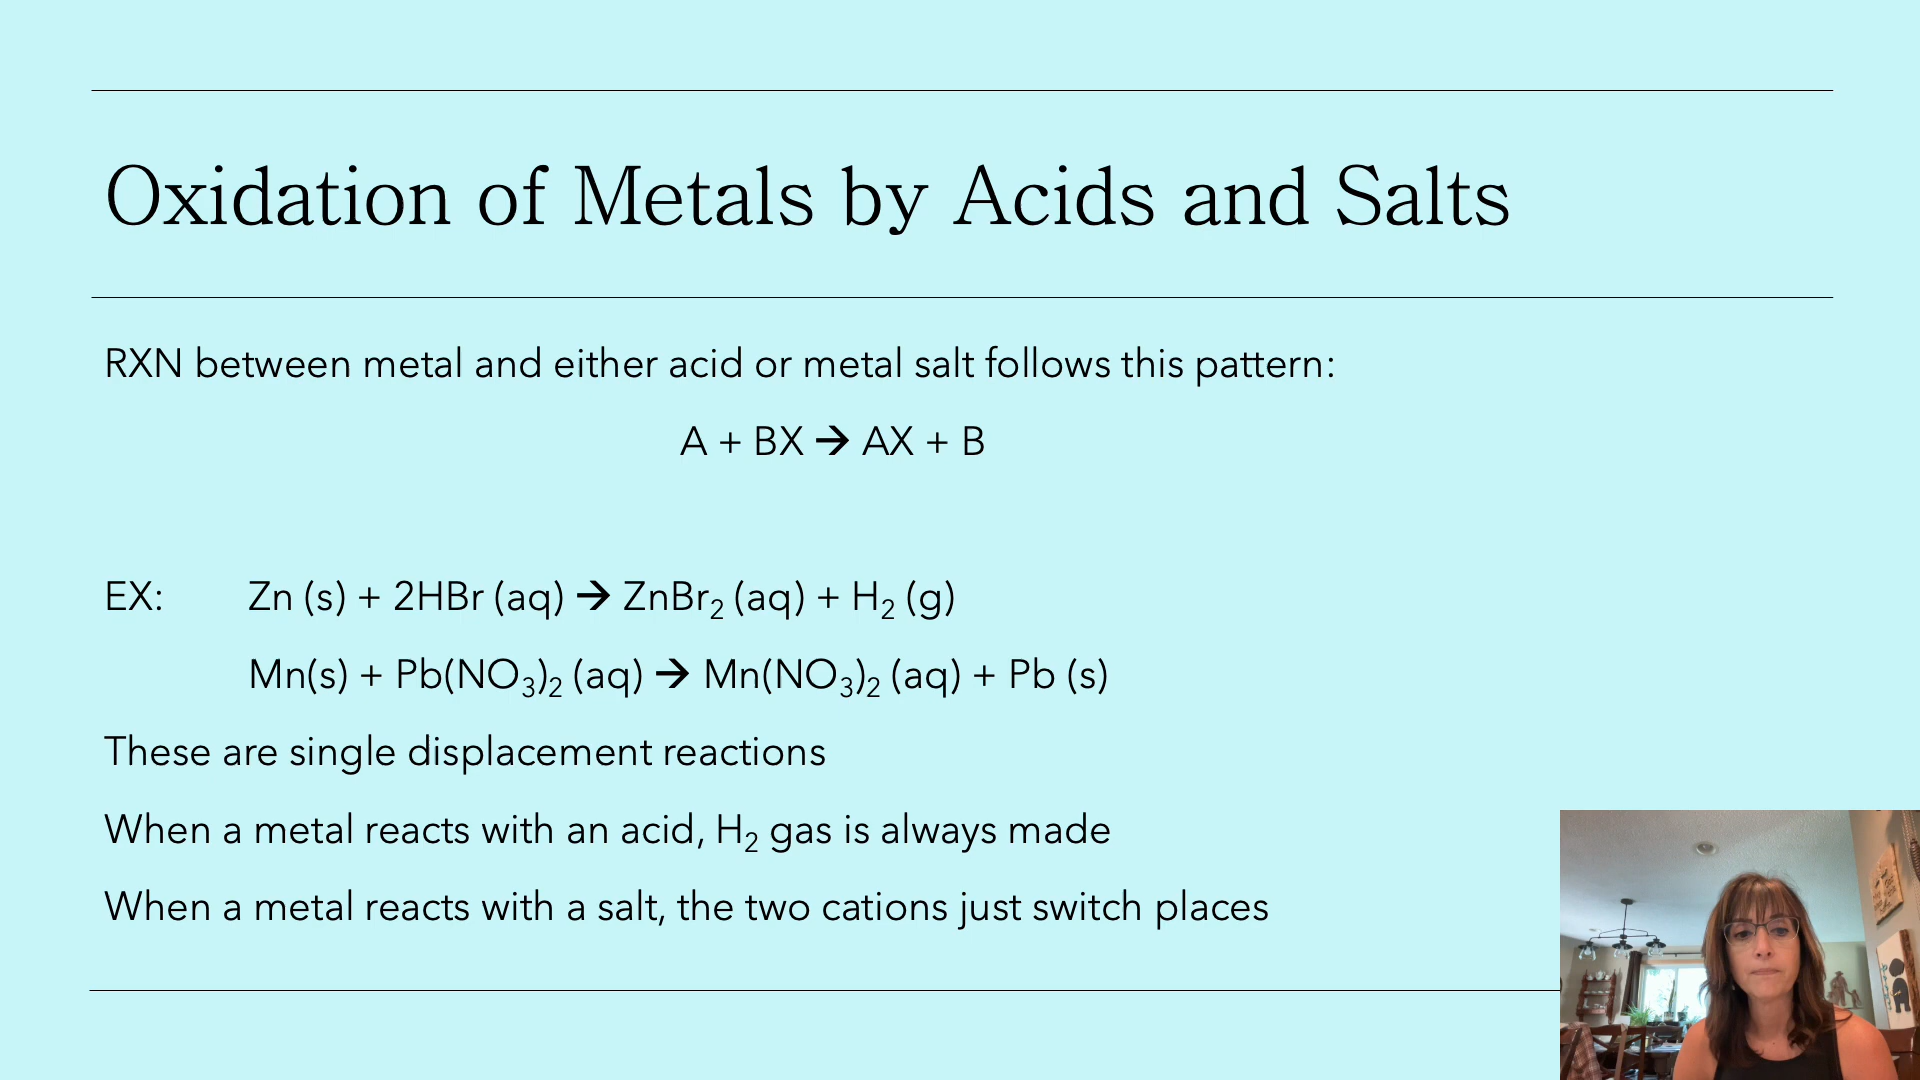 Oxidation of Metals by Acids and Salts
RXN between metal and either acid or metal salt follows this pattern:
A + BX → AX + B
EX: Zn (s) + 2HBr (aq) → ZnBr₂ (aq) + H₂ (g)
Mn(s) + Pb(NO₃)₂ (aq) → Mn(NO₃)₂ (aq) + Pb (s)
These are single displacement reactions
When a metal reacts with an acid, H₂ gas is always made
When a metal reacts with a salt, the two cations just switch places